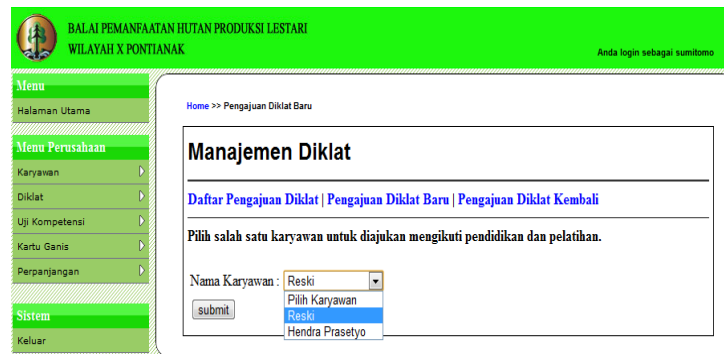 BALAI PEMANFAATAN HUTAN PRODUKSI LESTARI
WILAYAH X PONTIANAK
Anda login sebagai sumitomo
Menu
Halaman Utama
Menu Perusahaan
Karyawan
Diklat
Uji Kompetensi
Kartu Ganis
Perpanjangan
Sistem
Keluar
Home >> Pengajuan Diklat Baru
Manajemen Diklat
Daftar Pengajuan Diklat | Pengajuan Diklat Baru | Pengajuan Diklat Kembali
Pilih salah satu karyawan untuk diajukan mengikuti pendidikan dan pelatihan.
Nama Karyawan : Reski
Pilih Karyawan
Reski
Hendra Prasetyo
submit